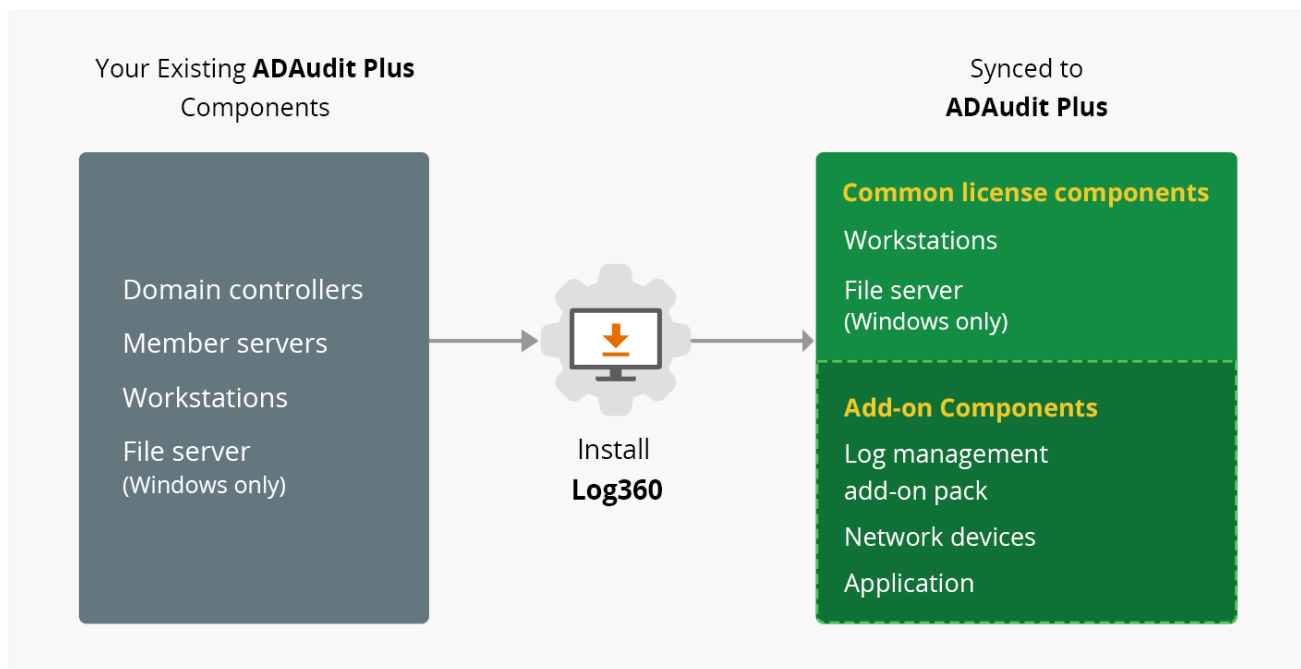 Your Existing ADAudit Plus
Components
Domain controllers
Member servers
Workstations
File server
(Windows only)
Install
Log360
Synced to
ADAudit Plus
Common license components
Workstations
File server
(Windows only)
Add-on Components
Log management
add-on pack
Network devices
Application